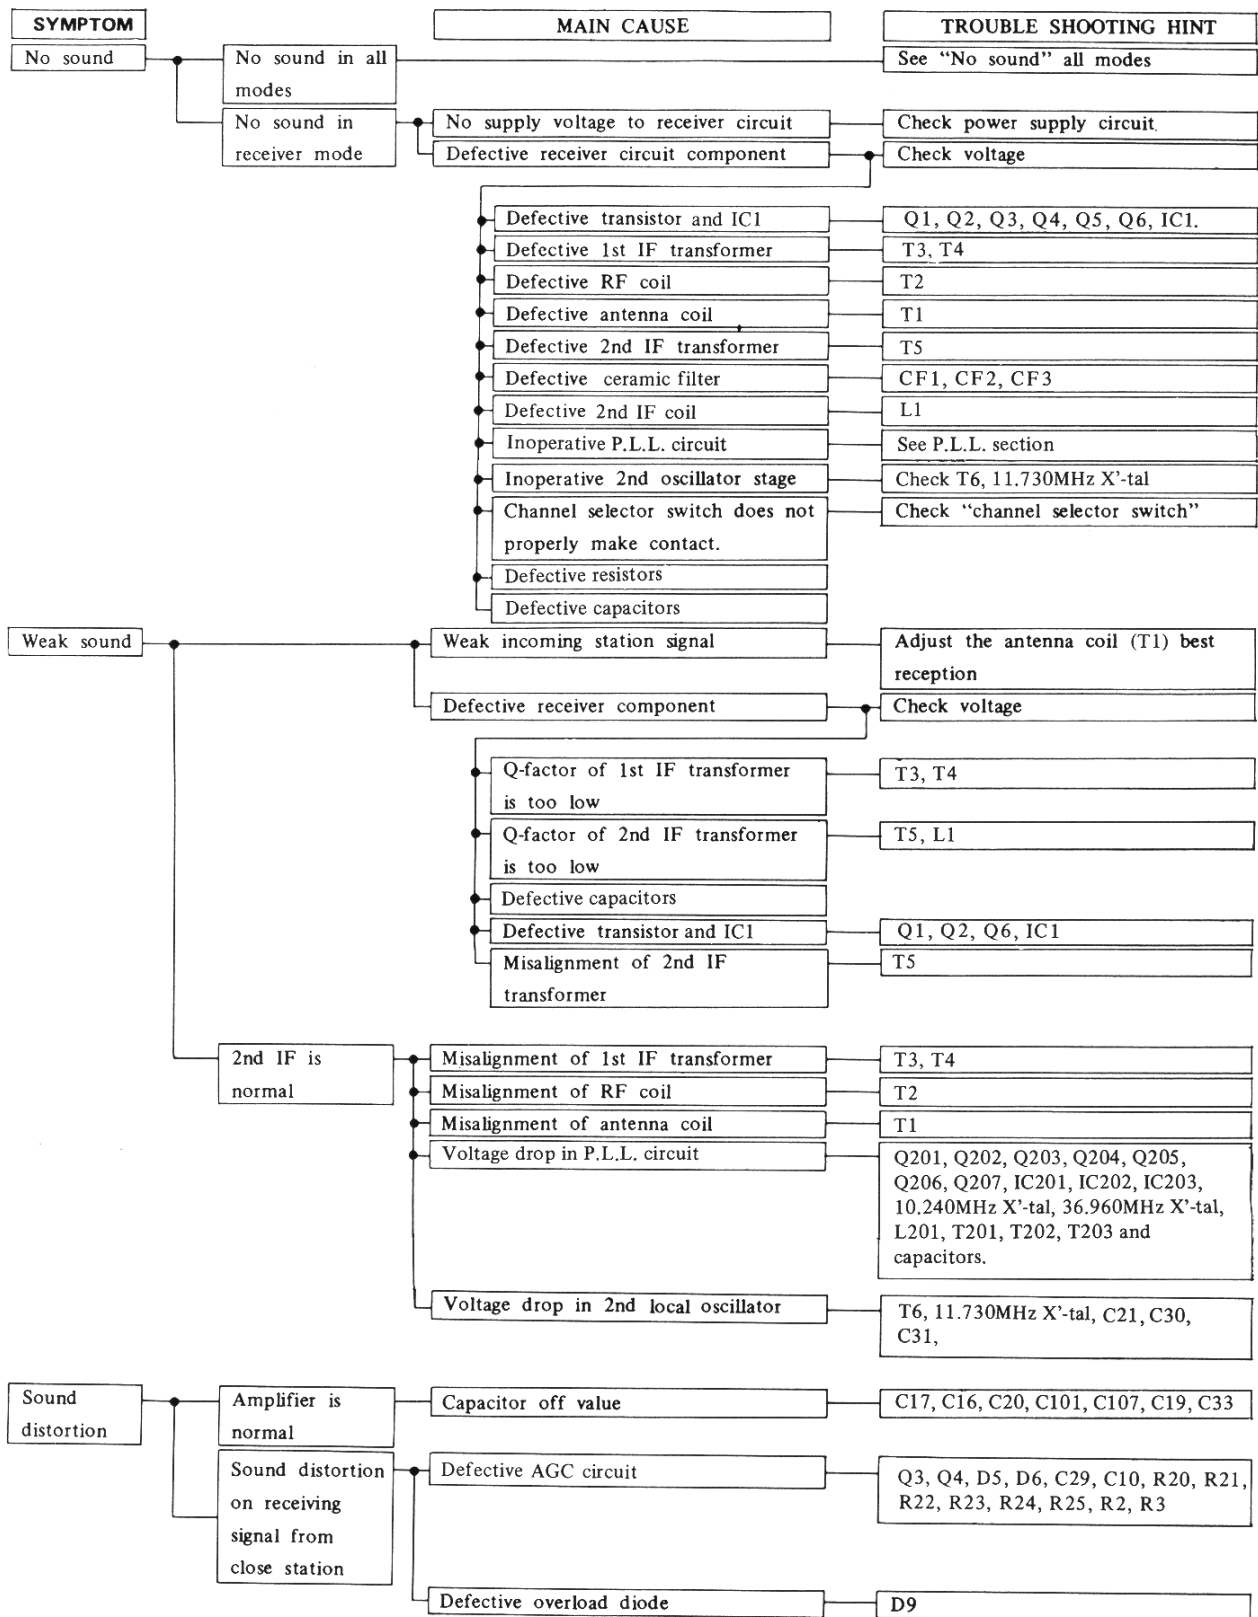 SYMPTOM MAIN CAUSE TROUBLE SHOOTING HINT
No sound No sound in all See “No sound” all modes
modes
No sound in No supply voltage to receiver circuit Check power supply circuit.
receiver mode Defective receiver circuit component Check voltage
Defective transistor and IC1 Q1, Q2, Q3, Q4, Q5, Q6, IC1.
Defective 1st IF transformer T3, T4
Defective RF coil T2
Defective antenna coil T1
Defective 2nd IF transformer T5
Defective ceramic filter CF1, CF2, CF3
Defective 2nd IF coil L1
Inoperative P.L.L. circuit See P.L.L. section
Inoperative 2nd oscillator stage Check T6, 11.730MHz X'-tal
Channel selector switch does not Check “channel selector switch”
properly make contact.
Defective resistors
Defective capacitors
Weak sound Weak incoming station signal Adjust the antenna coil (T1) best
reception
Defective receiver component Check voltage
Q-factor of 1st IF transformer T3, T4
is too low
Q-factor of 2nd IF transformer T5, L1
is too low
Defective capacitors
Defective transistor and IC1 Q1, Q2, Q6, IC1
Misalignment of 2nd IF T5
transformer
2nd IF is Misalignment of 1st IF transformer T3, T4
normal Misalignment of RF coil T2
Misalignment of antenna coil T1
Voltage drop in P.L.L. circuit Q201, Q202, Q203, Q204, Q205,
Q206, Q207, IC201, IC202, IC203,
10.240MHz X'-tal, 36.960MHz X'-tal,
L201, T201, T202, T203 and
capacitors.
Voltage drop in 2nd local oscillator T6, 11.730MHz X'-tal, C21, C30,
C31,
Sound Amplifier is Capacitor off value C17, C16, C20, C101, C107, C19, C33
distortion normal
Sound distortion Defective AGC circuit Q3, Q4, D5, D6, C29, C10, R20, R21,
on receiving R22, R23, R24, R25, R2, R3
signal from
close station
Defective overload diode D9